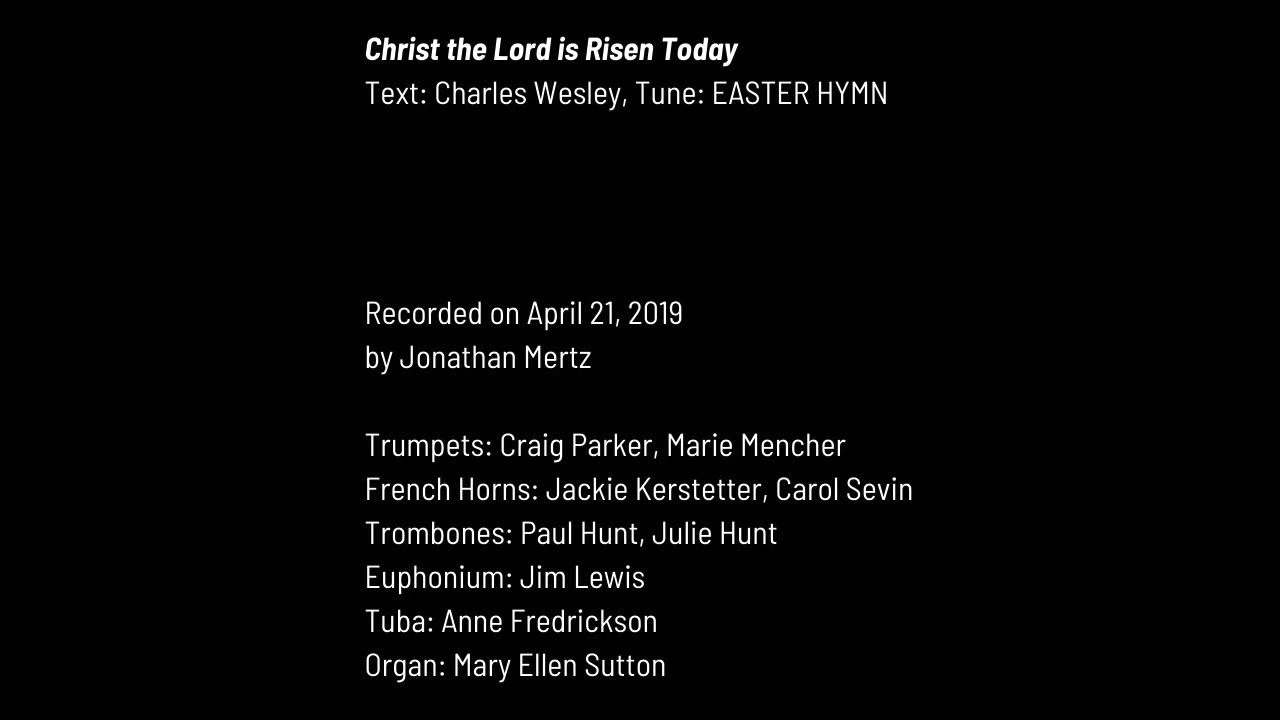 Christ the Lord is Risen Today
Text: Charles Wesley, Tune: EASTER HYMN
Recorded on April 21, 2019
by Jonathan Mertz
Trumpets: Craig Parker, Marie Mencher
French Horns: Jackie Kerstetter, Carol Sevin
Trombones: Paul Hunt, Julie Hunt
Euphonium: Jim Lewis
Tuba: Anne Fredrickson
Organ: Mary Ellen Sutton